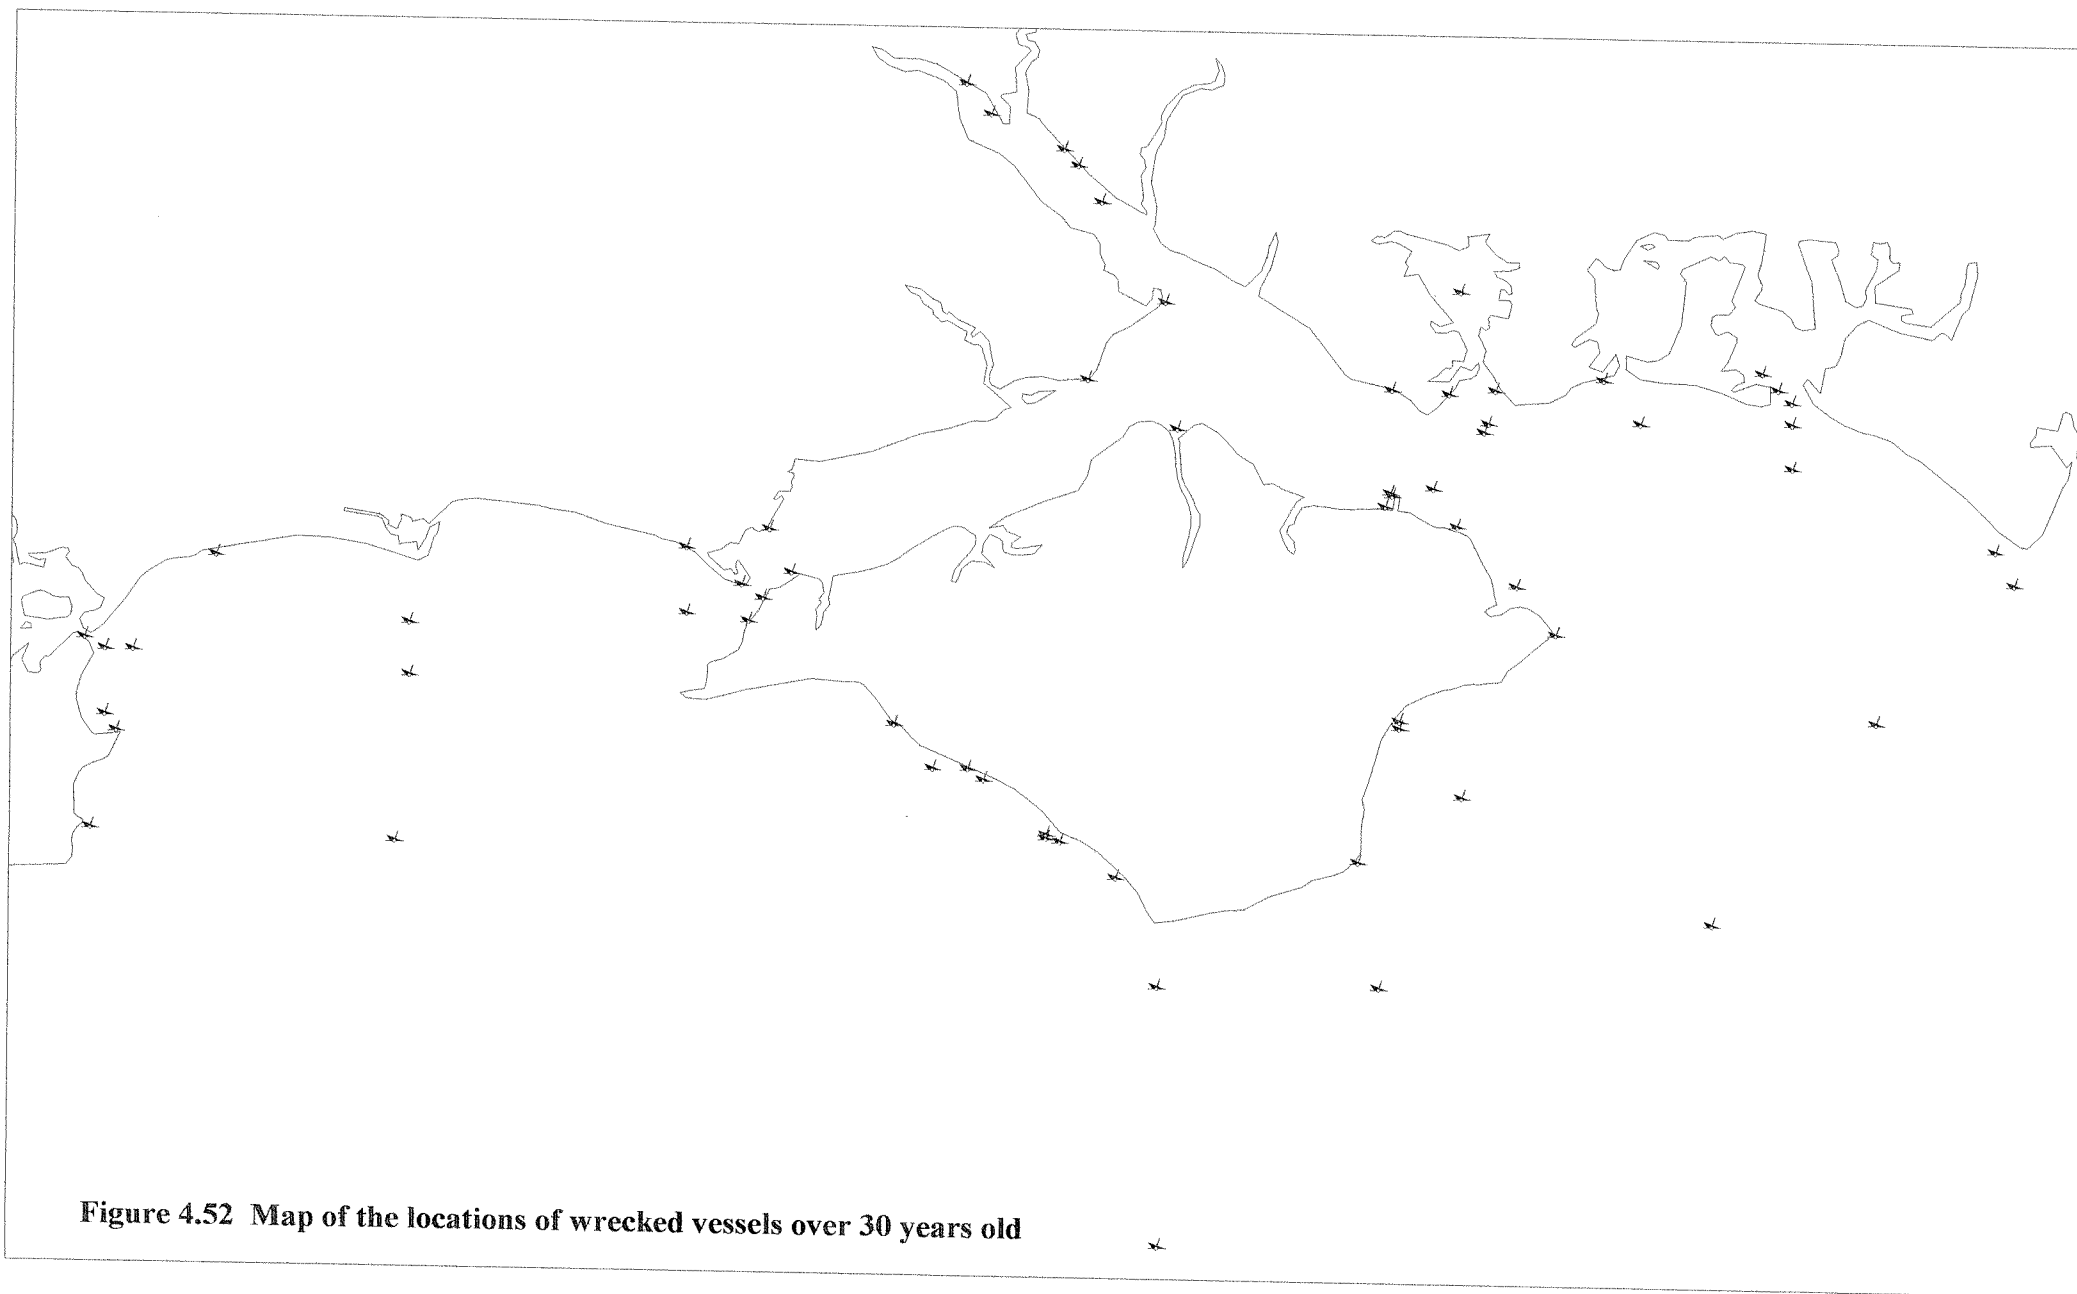 Figure 4.52  Map of the locations of wrecked vessels over 30 years old